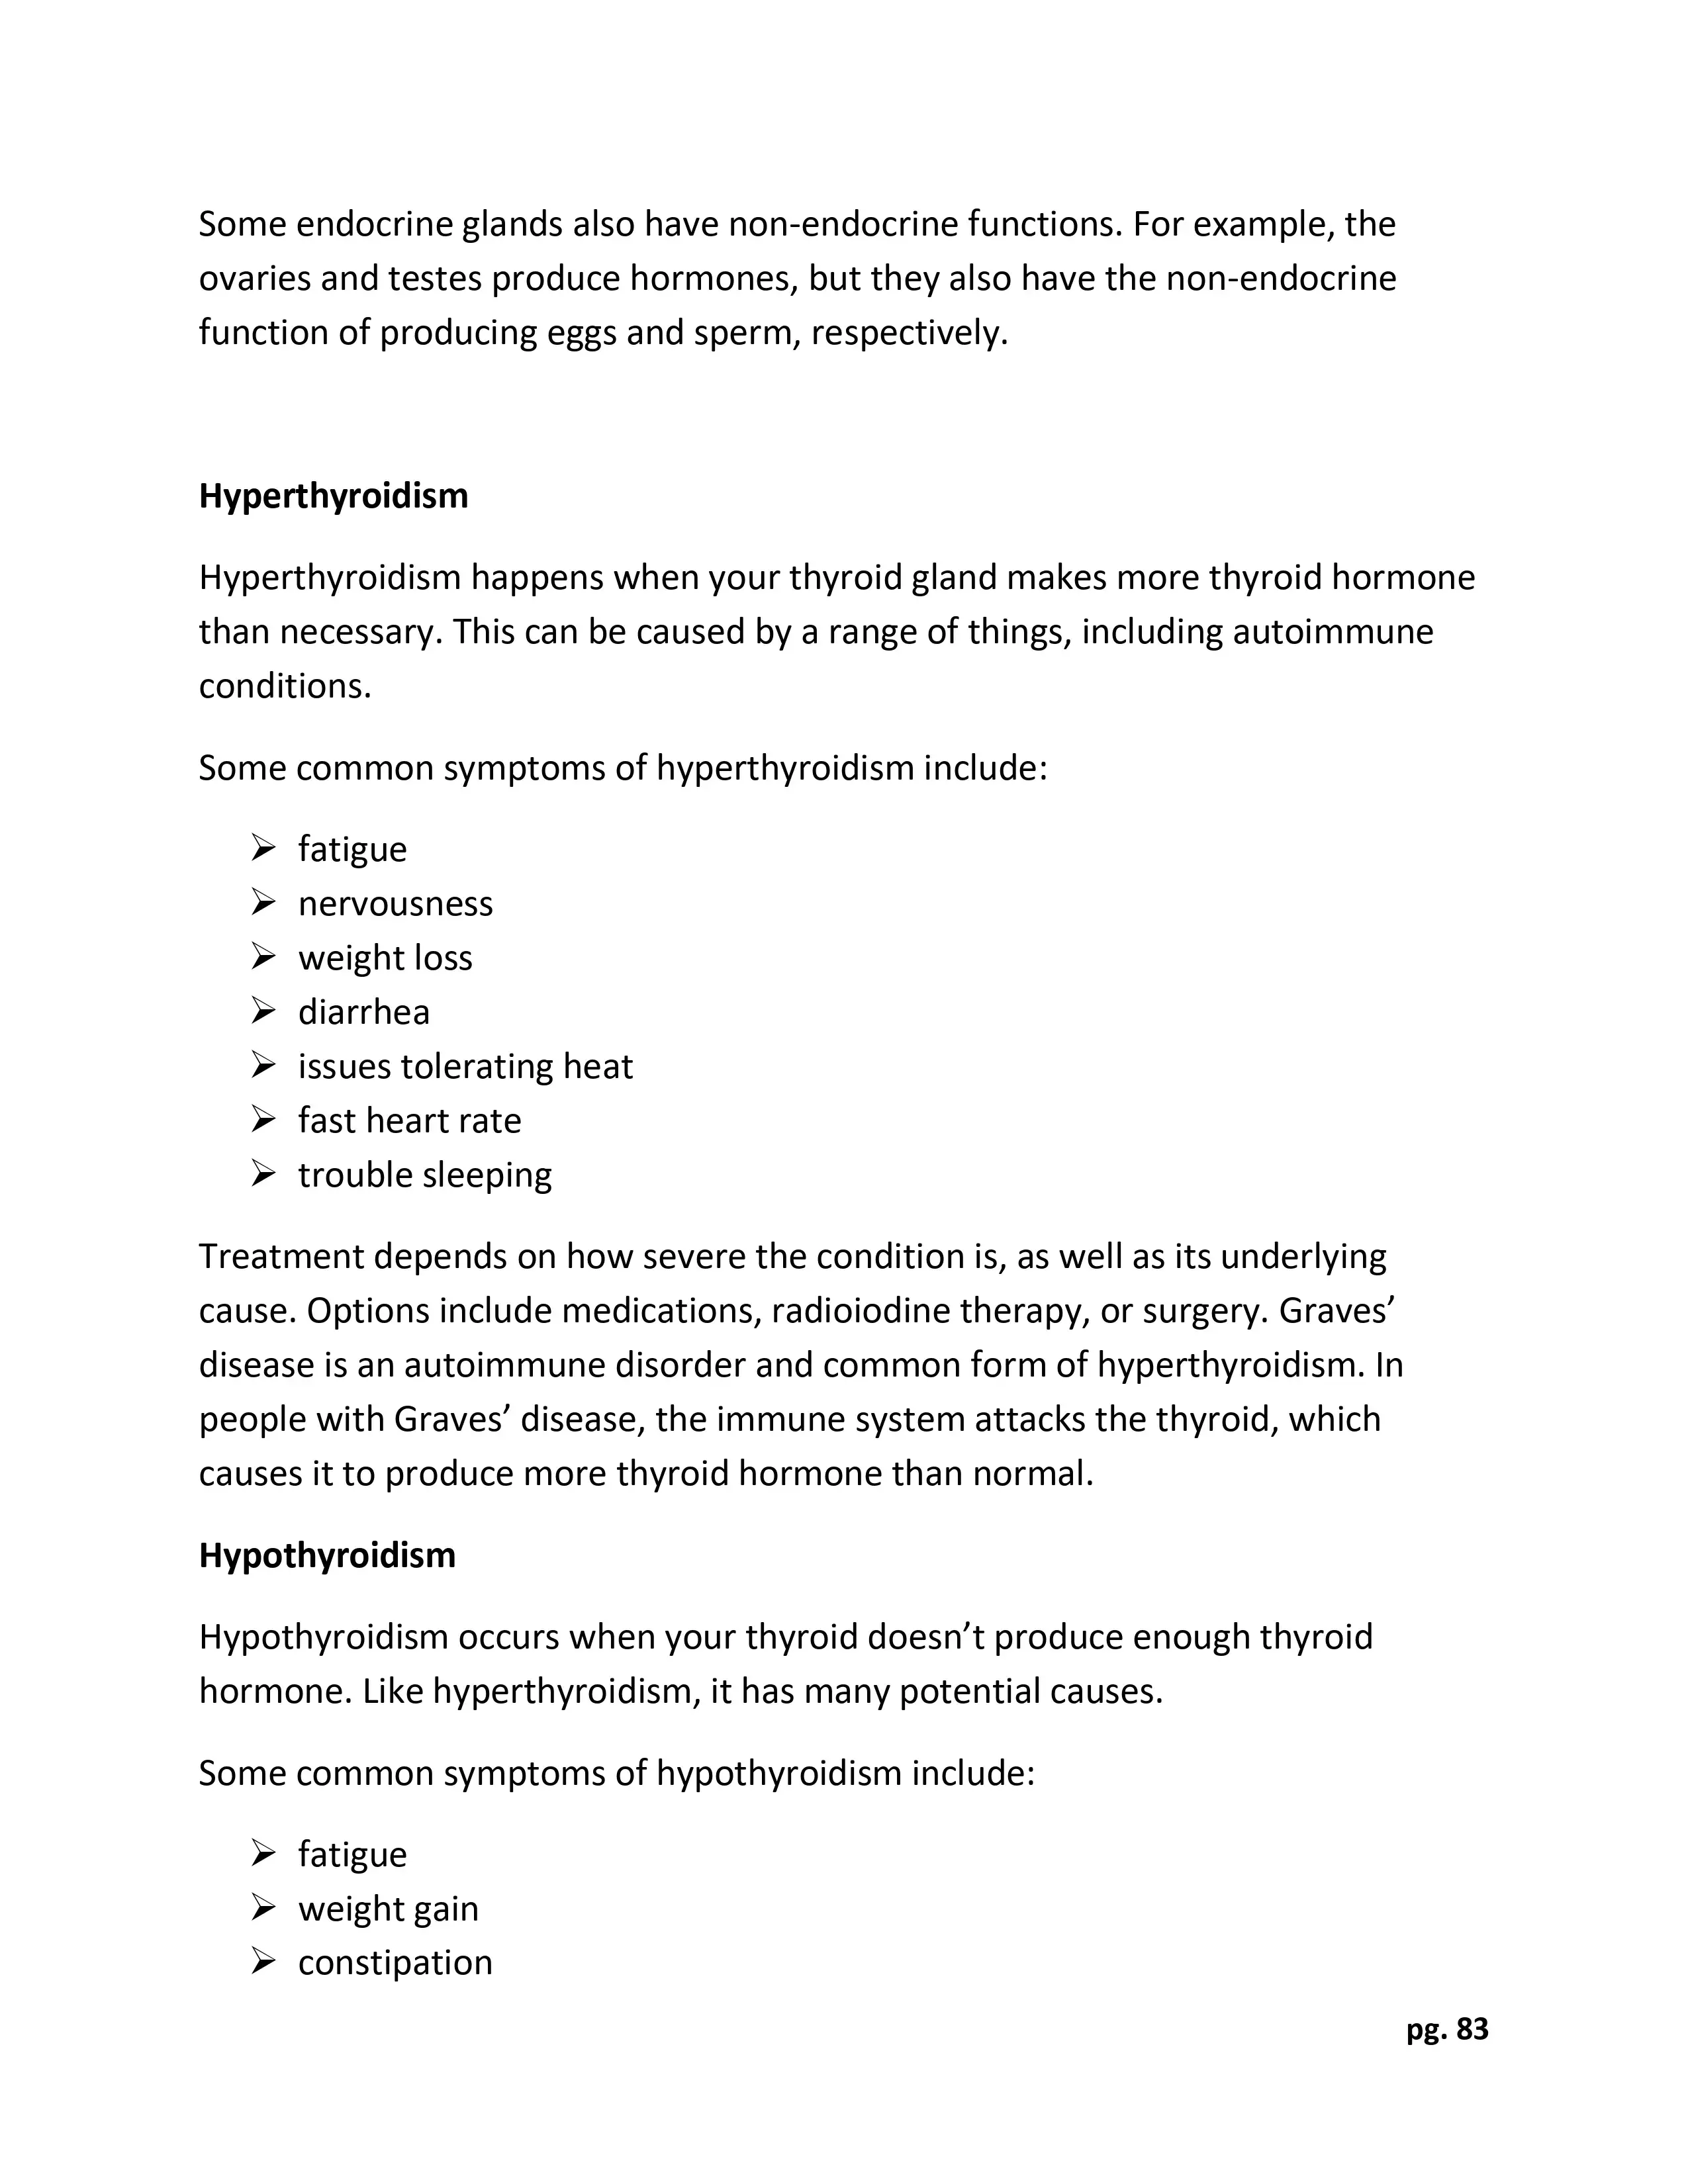 Some endocrine glands also have non-endocrine functions. For example, the
ovaries and testes produce hormones, but they also have the non-endocrine
function of producing eggs and sperm, respectively.
Hyperthyroidism
Hyperthyroidism happens when your thyroid gland makes more thyroid hormone
than necessary. This can be caused by a range of things, including autoimmune
conditions.
Some common symptoms of hyperthyroidism include:
➢ fatigue
➢ nervousness
➢ weight loss
➢ diarrhea
➢ issues tolerating heat
➢ fast heart rate
➢ trouble sleeping
Treatment depends on how severe the condition is, as well as its underlying
cause. Options include medications, radioiodine therapy, or surgery. Graves’
disease is an autoimmune disorder and common form of hyperthyroidism. In
people with Graves’ disease, the immune system attacks the thyroid, which
causes it to produce more thyroid hormone than normal.
Hypothyroidism
Hypothyroidism occurs when your thyroid doesn’t produce enough thyroid
hormone. Like hyperthyroidism, it has many potential causes.
Some common symptoms of hypothyroidism include:
➢ fatigue
➢ weight gain
➢ constipation
pg. 83